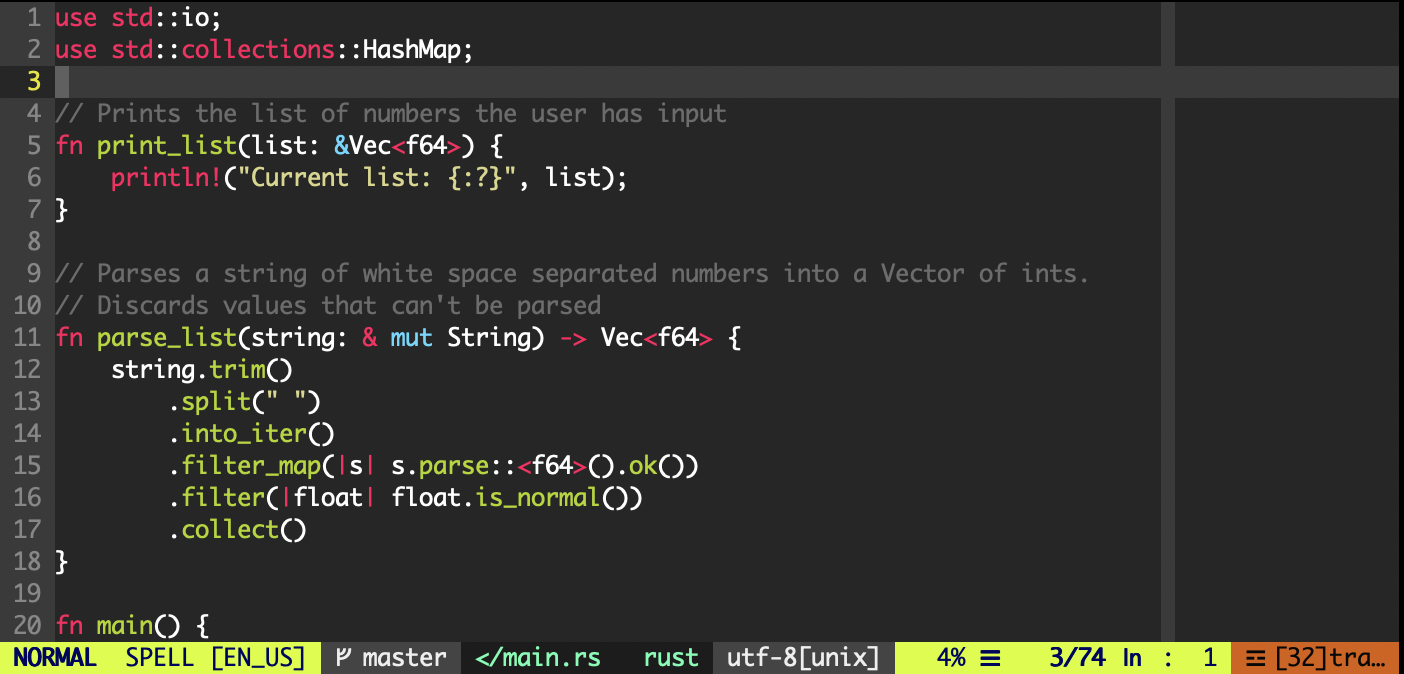 1 use std::io;
2 use std::collections::HashMap;
3
4 // Prints the list of numbers the user has input
5 fn print_list(list: &Vec<f64>) {
6     println!("Current list: {:?}", list);
7 }
8
9 // Parses a string of white space separated numbers into a Vector of ints.
10 // Discards values that can't be parsed
11 fn parse_list(string: & mut String) -> Vec<f64> {
12     string.trim()
13         .split(" ")
14         .into_iter()
15         .filter_map(|s| s.parse::<f64>().ok())
16         .filter(|float| float.is_normal())
17         .collect()
18 }
19
20 fn main() {
NORMAL SPELL [EN_US] master </main.rs rust utf-8[unix] 4% ☰ 3/74 ln : 1 ☲ [32]tra…